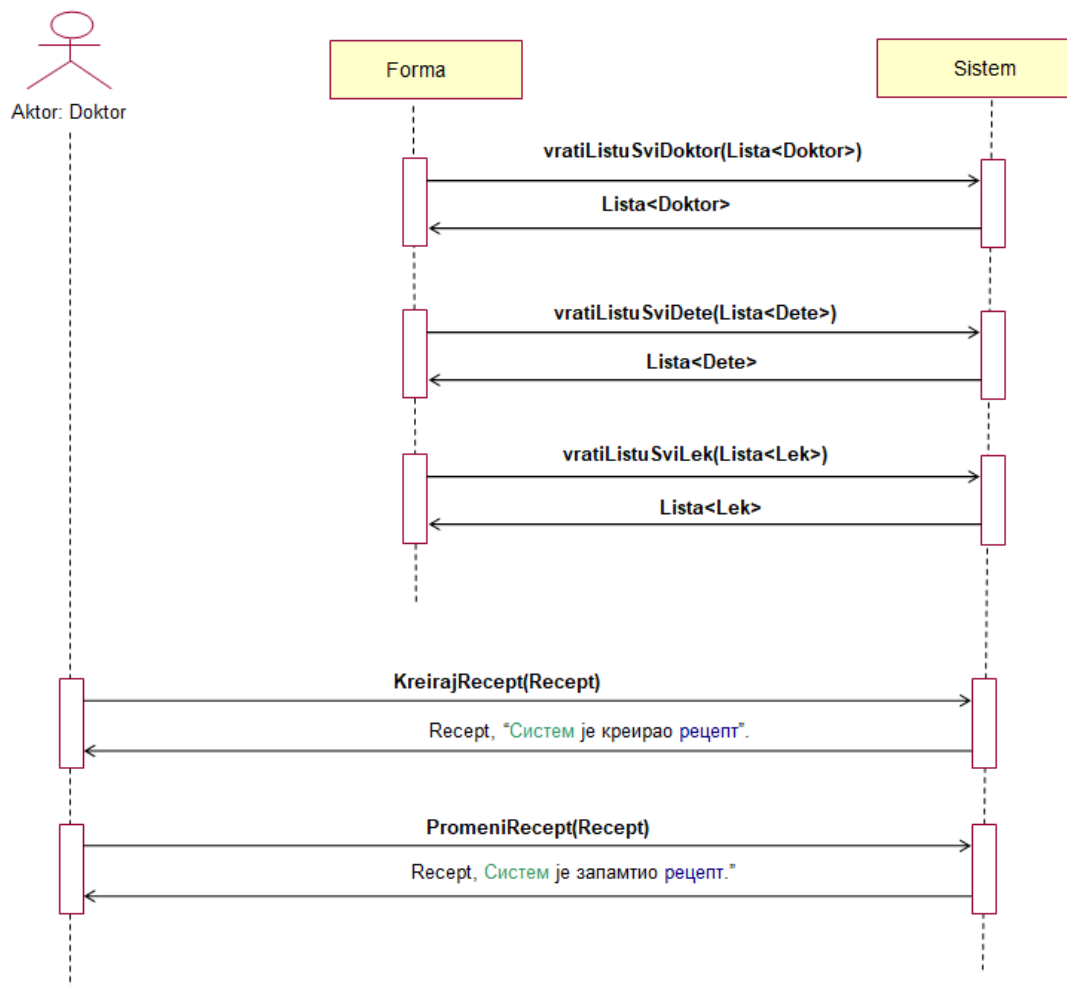 Forma
Sistem
Aktor: Doktor
vratiListuSviDoktor(Lista<Doktor>)
Lista<Doktor>
vratiListuSviDete(Lista<Dete>)
Lista<Dete>
vratiListuSviLek(Lista<Lek>)
Lista<Lek>
KreirajRecept(Recept)
Recept, “Систем је креирао рецепт”.
PromeniRecept(Recept)
Recept, Систем је запамтио рецепт.”